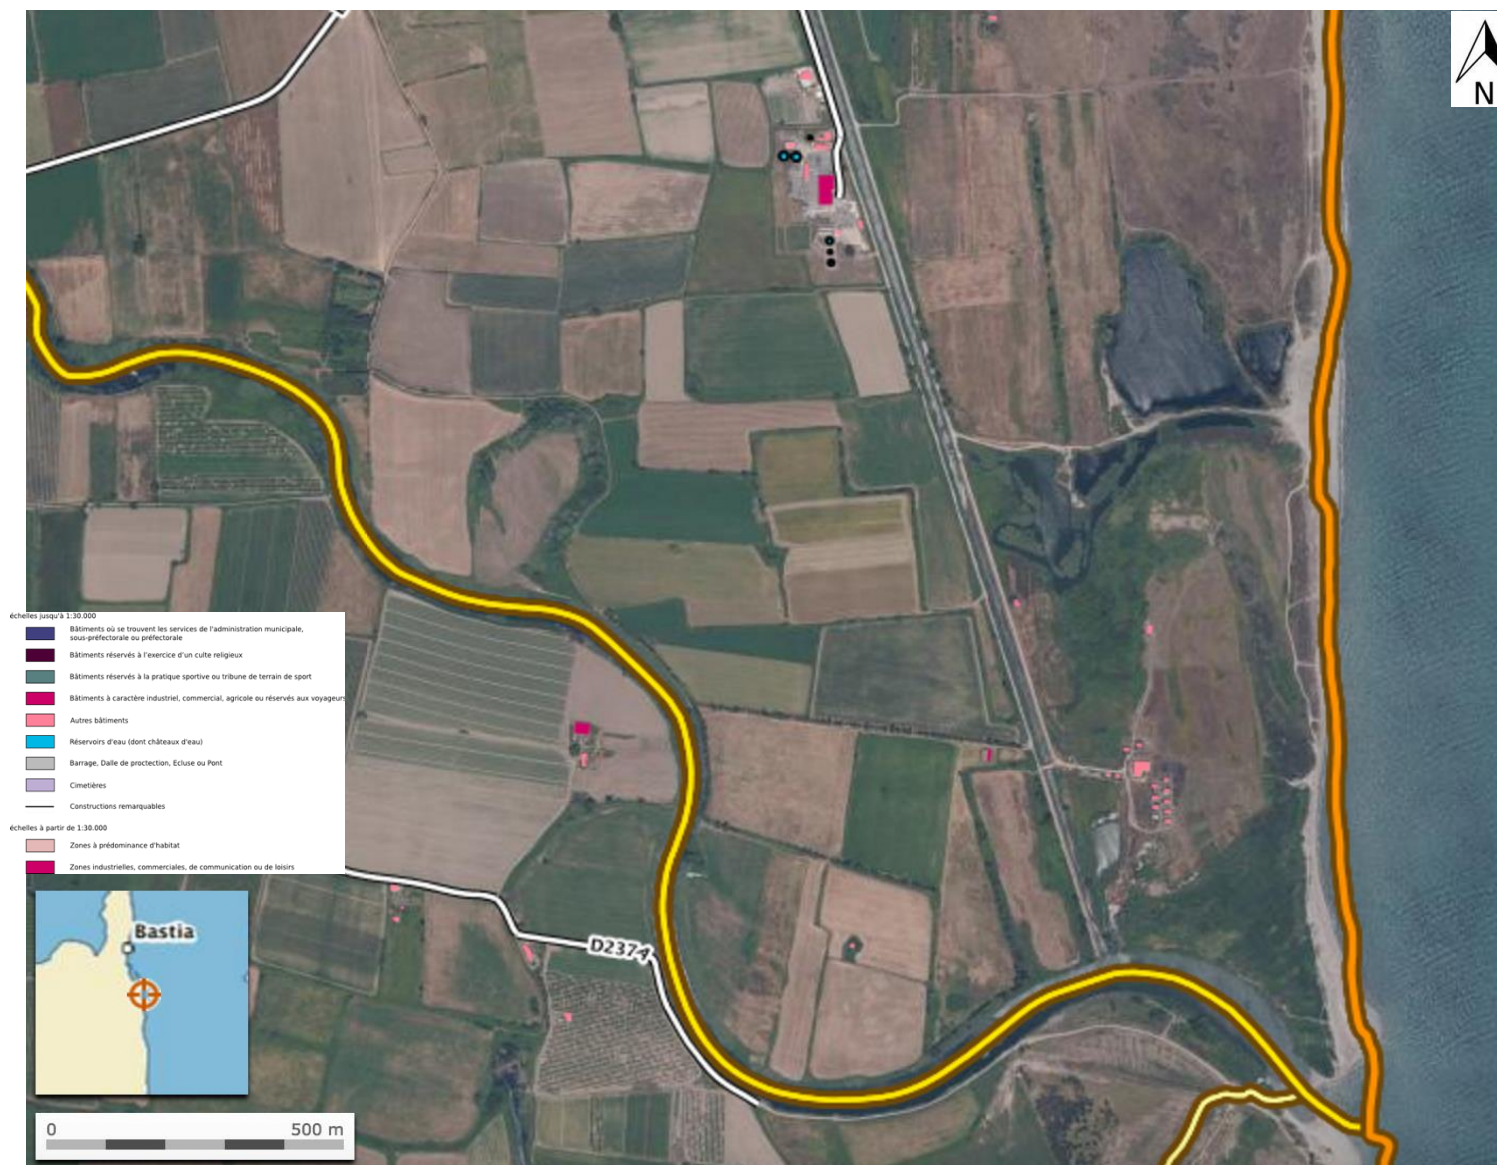 N
D2374
échelles jusqu'à 1:30.000
Bâtiments où se trouvent les services de l'administration municipale,
sous-préfectorale ou préfectorale
Bâtiments réservés à l'exercice d'un culte religieux
Bâtiments réservés à la pratique sportive ou tribune de terrain de sport
Bâtiments à caractère industriel, commercial, agricole ou réservés aux voyageurs
Autres bâtiments
Réservoirs d'eau (dont châteaux d'eau)
Barrage, Dalle de proctection, Ecluse ou Pont
Cimetières
Constructions remarquables
échelles à partir de 1:30.000
Zones à prédominance d'habitat
Zones industrielles, commerciales, de communication ou de loisirs
Bastia
0 500 m